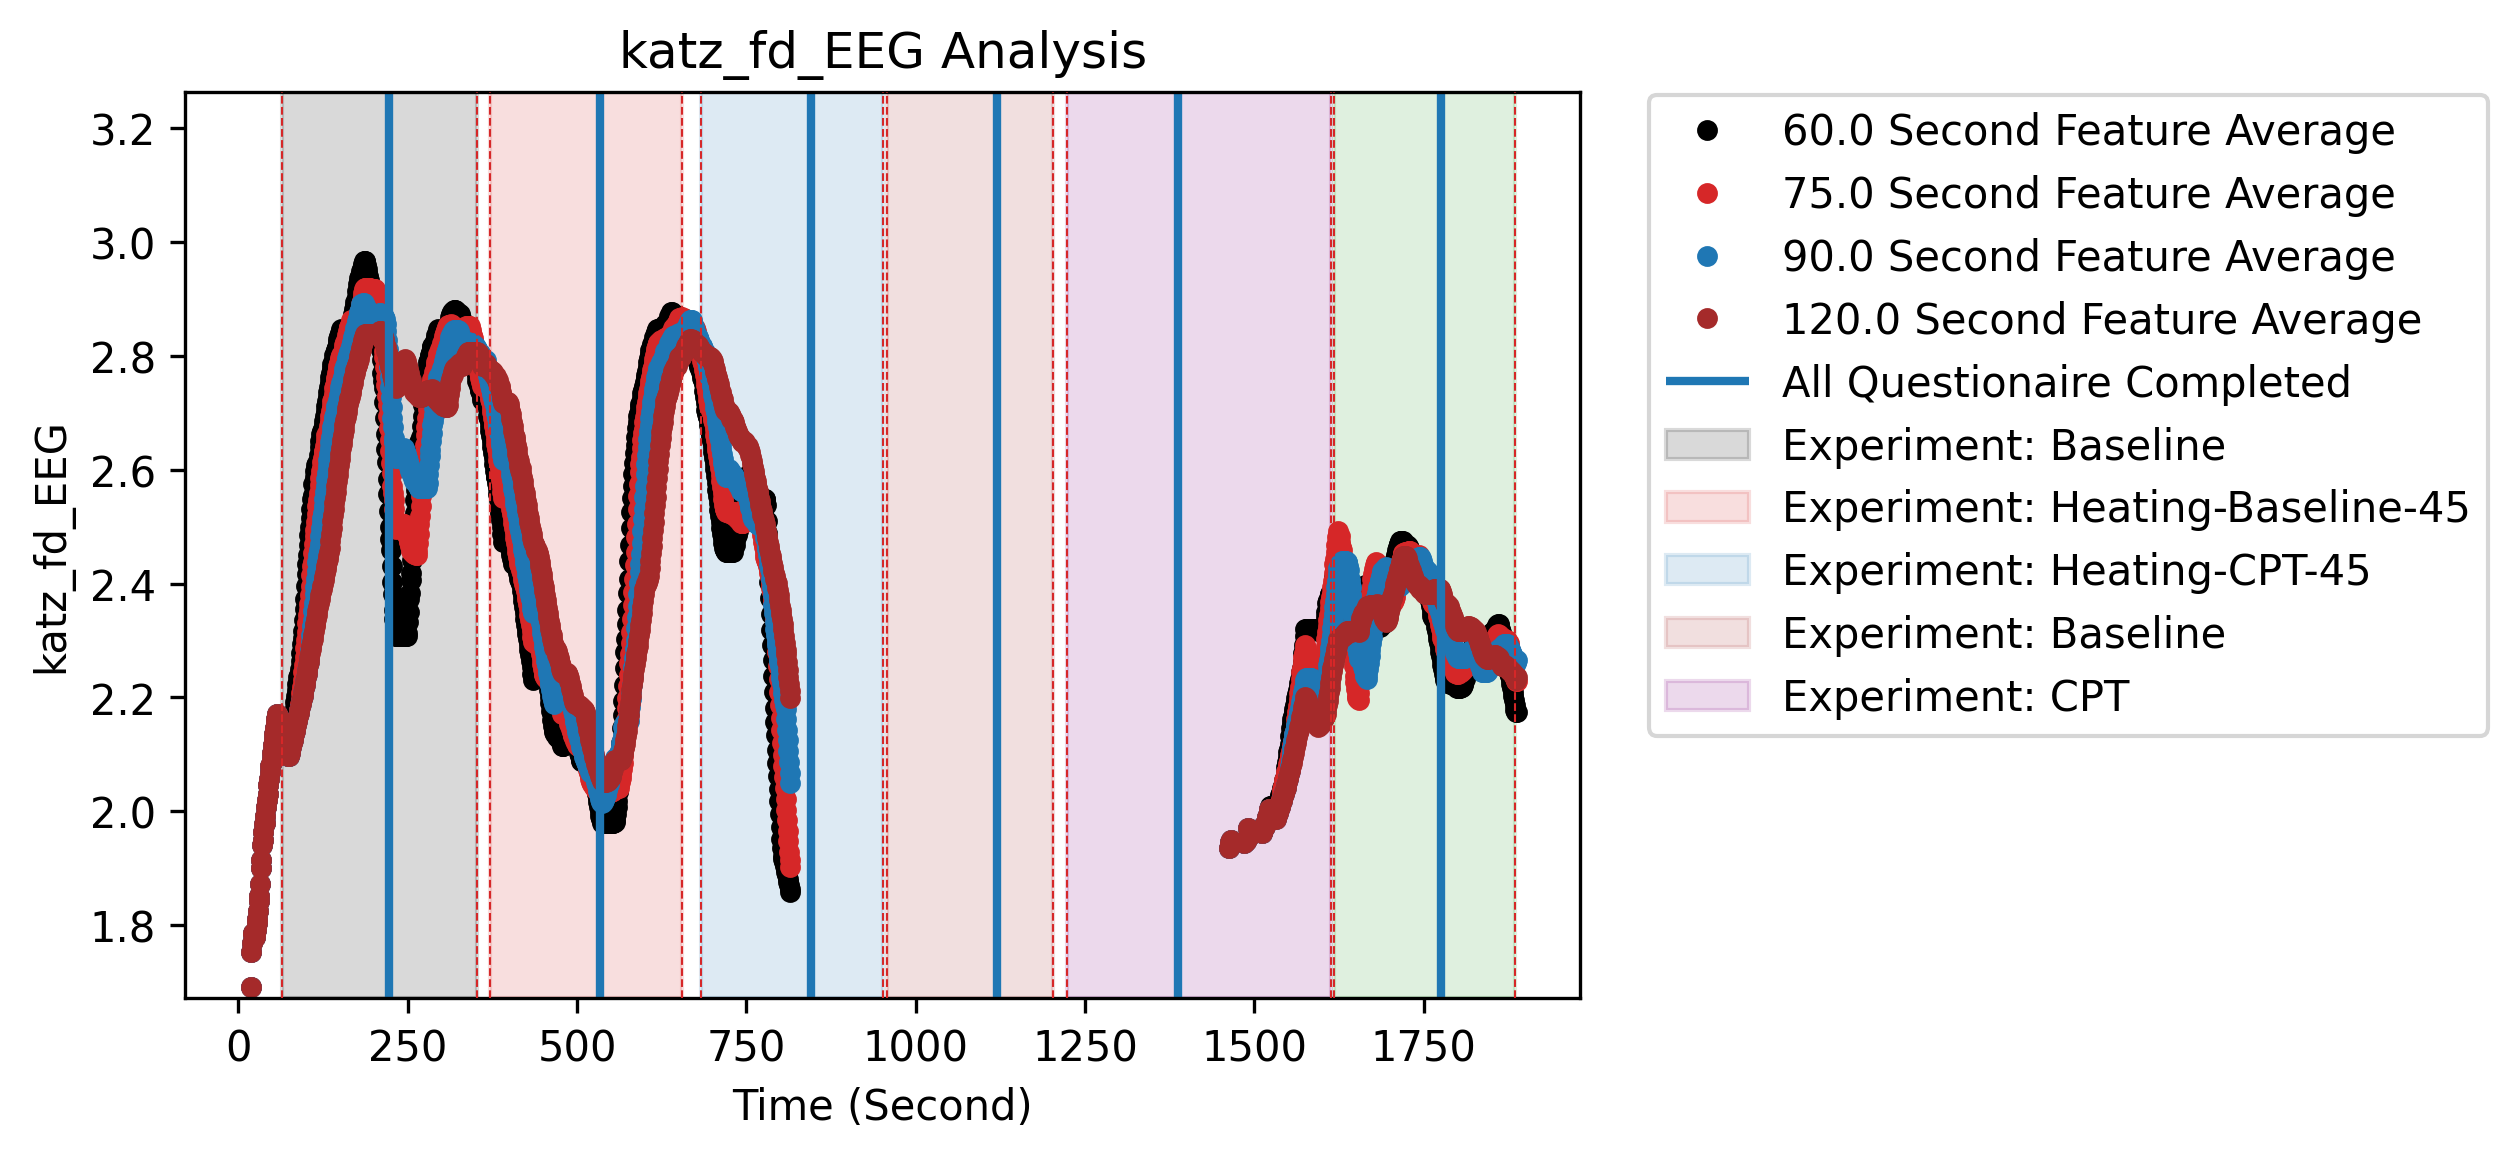 katz_fd_EEG Analysis
katz_fd_EEG
3.2
3.0
2.8
2.6
2.4
2.2
2.0
1.8
0 250 500 750 1000 1250 1500 1750
Time (Second)
60.0 Second Feature Average
75.0 Second Feature Average
90.0 Second Feature Average
120.0 Second Feature Average
All Questionaire Completed
Experiment: Baseline
Experiment: Heating-Baseline-45
Experiment: Heating-CPT-45
Experiment: Baseline
Experiment: CPT